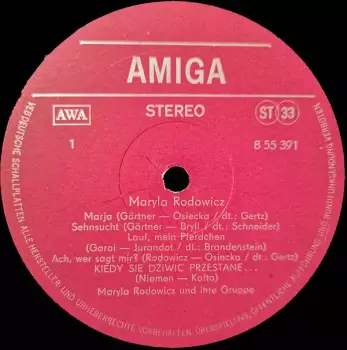 AMIGA
AWA
STEREO
ST 33
1
8 55 391
Maryla Rodowicz
Marja (Gärtner – Osiecka / dt.: Gertz)
Sehnsucht (Gärtner – Bryll / dt.: Schneider)
Lauf, mein Pferdchen
(Garoi – Jurandot / dt.: Brandenstein)
Ach, wer sagt mir? (Rodowicz – Osiecka / dt.: Gertz)
KIEDY SIE DZIWIC PRZESTANE . . .
(Niemen – Kofta)
Maryla Rodowicz und ihre Gruppe
VEB DEUTSCHE SCHALLPLATTEN ALLE HERSTELLER- UND URHEBERRECHTE VORBEHALTEN. ÜBERSPIELUNG, ÖFFENTLICHE AUFFÜHRUNG UND RUNDFUNKSENDUNG VERBOTEN